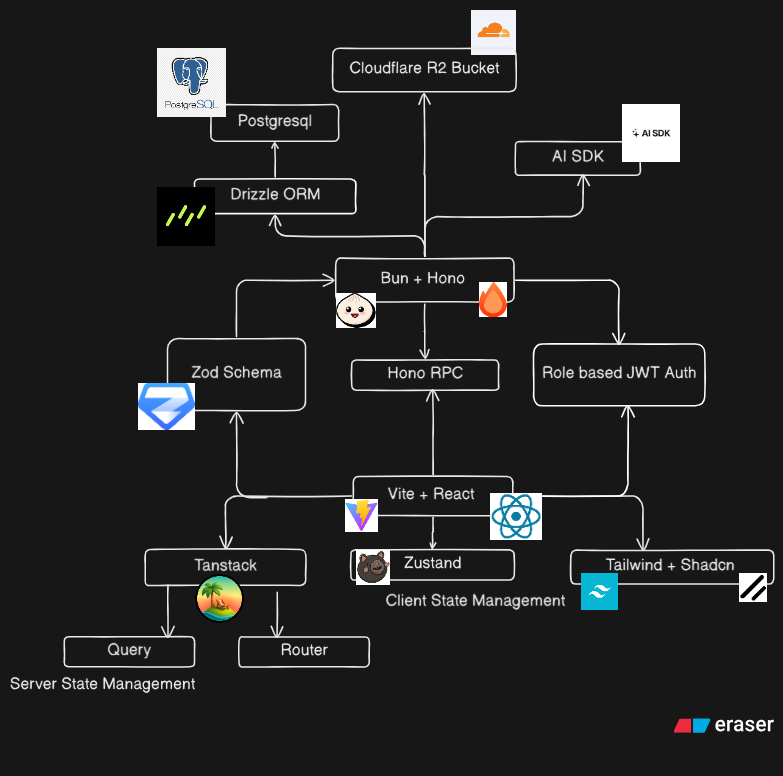 Cloudflare R2 Bucket
PostgreSQL
Postgresql
AI SDK
AI SDK
Drizzle ORM
Bun + Hono
Zod Schema
Hono RPC
Role based JWT Auth
Vite + React
Tanstack
Zustand
Tailwind + Shadcn
Client State Management
Query
Router
Server State Management
eraser